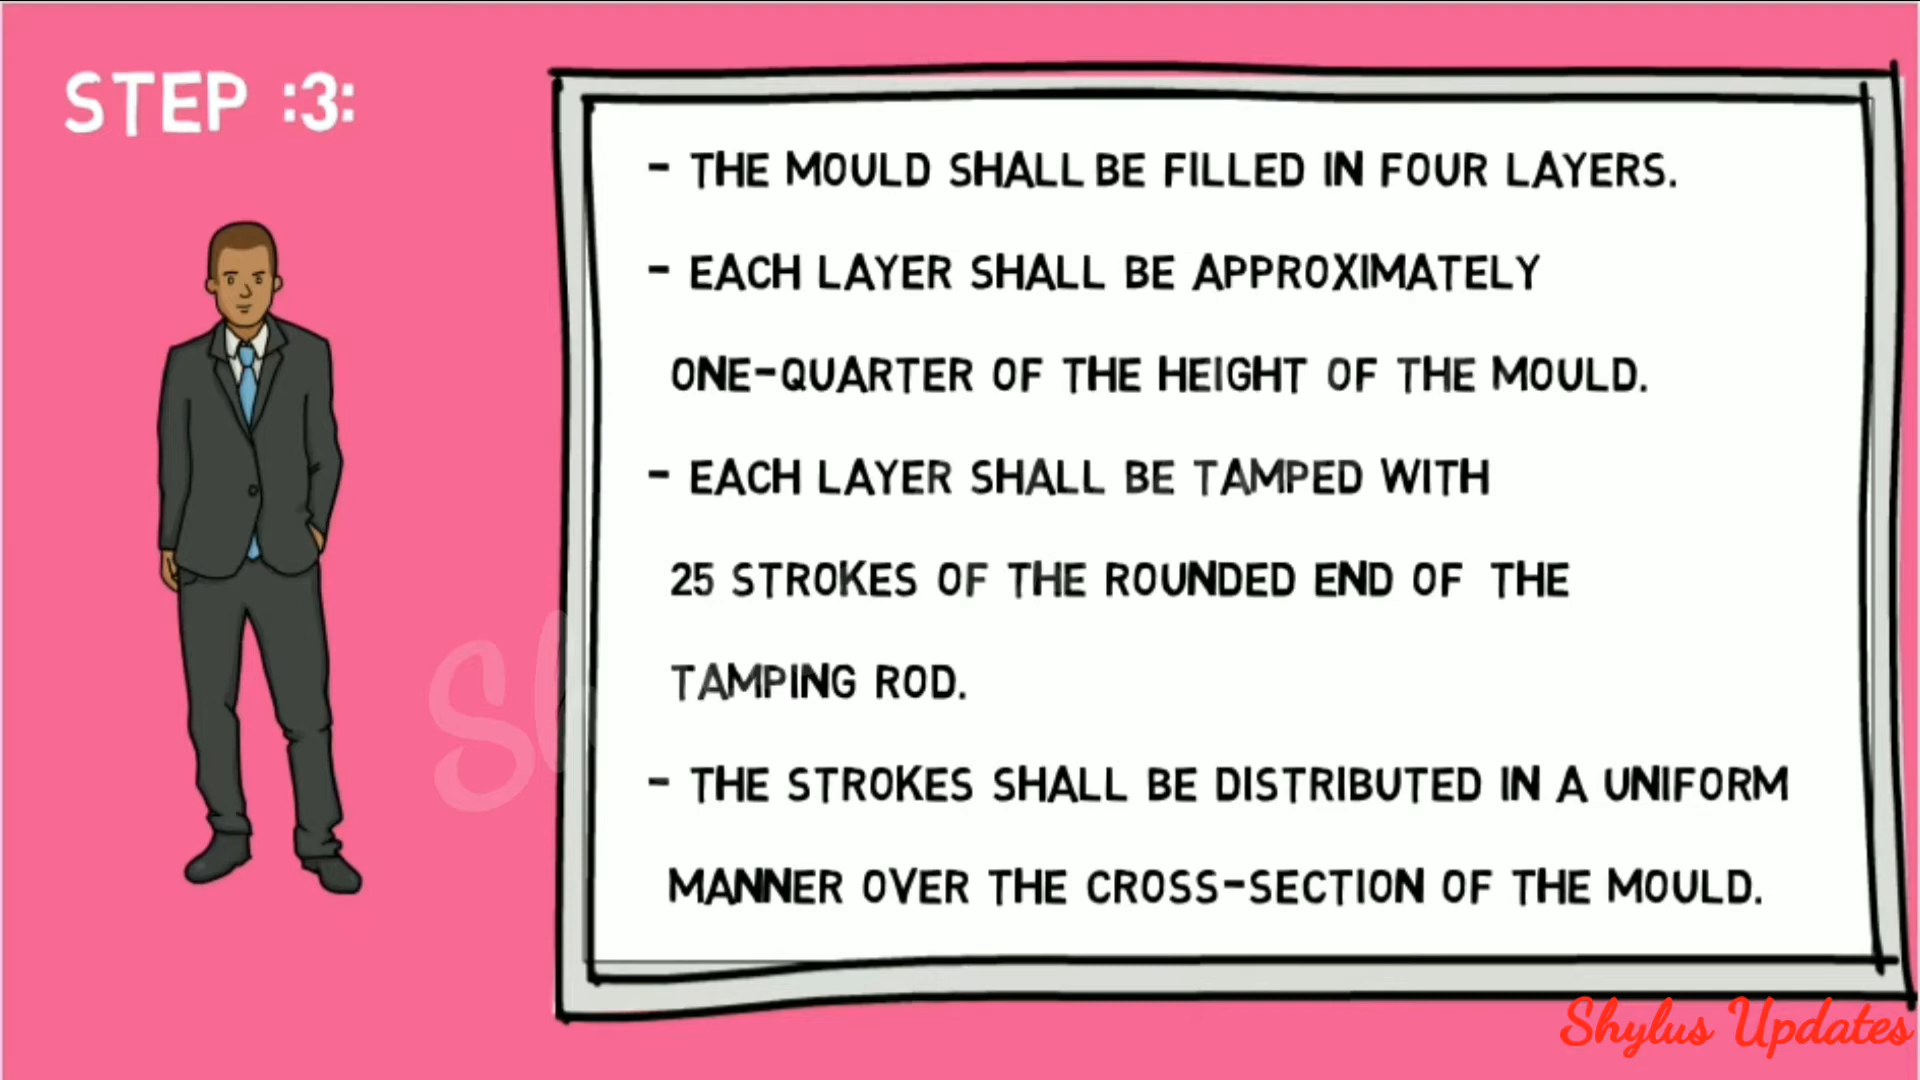 STEP :3:
- THE MOULD SHALL BE FILLED IN FOUR LAYERS.
- EACH LAYER SHALL BE APPROXIMATELY
ONE-QUARTER OF THE HEIGHT OF THE MOULD.
- EACH LAYER SHALL BE TAMPED WITH
25 STROKES OF THE ROUNDED END OF THE
TAMPING ROD.
- THE STROKES SHALL BE DISTRIBUTED IN A UNIFORM
MANNER OVER THE CROSS-SECTION OF THE MOULD.
Sh
Shylus Updates